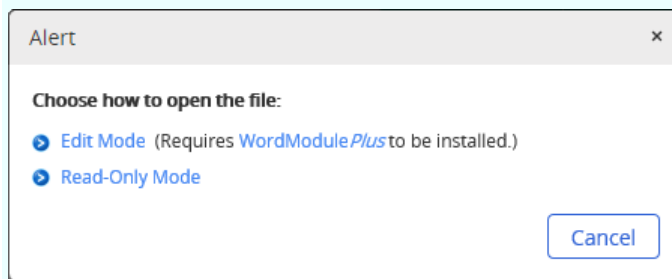 Alert ×
Choose how to open the file:
Edit Mode (Requires WordModulePlus to be installed.)
Read-Only Mode
Cancel